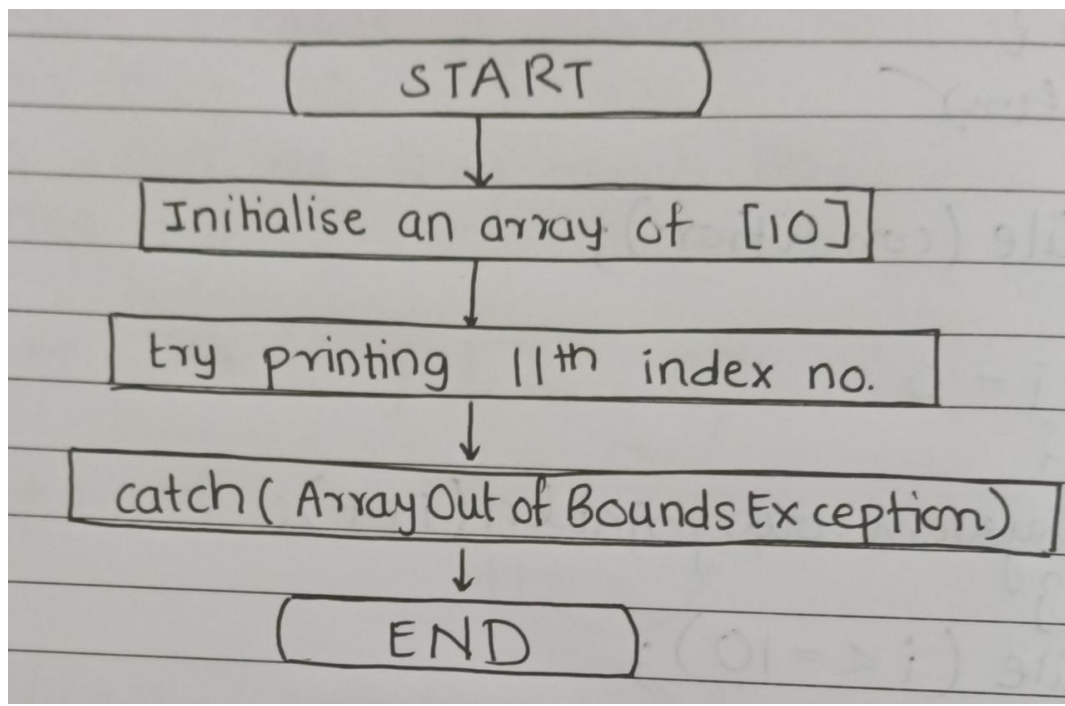 START
Initialise an array of [10]
try printing 11th index no.
catch ( Array Out of Bounds Exception )
END